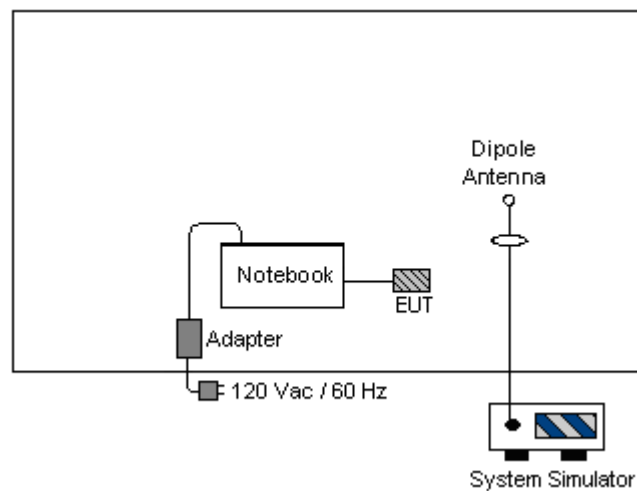 Dipole
Antenna
Notebook
EUT
Adapter
120 Vac / 60 Hz
System Simulator